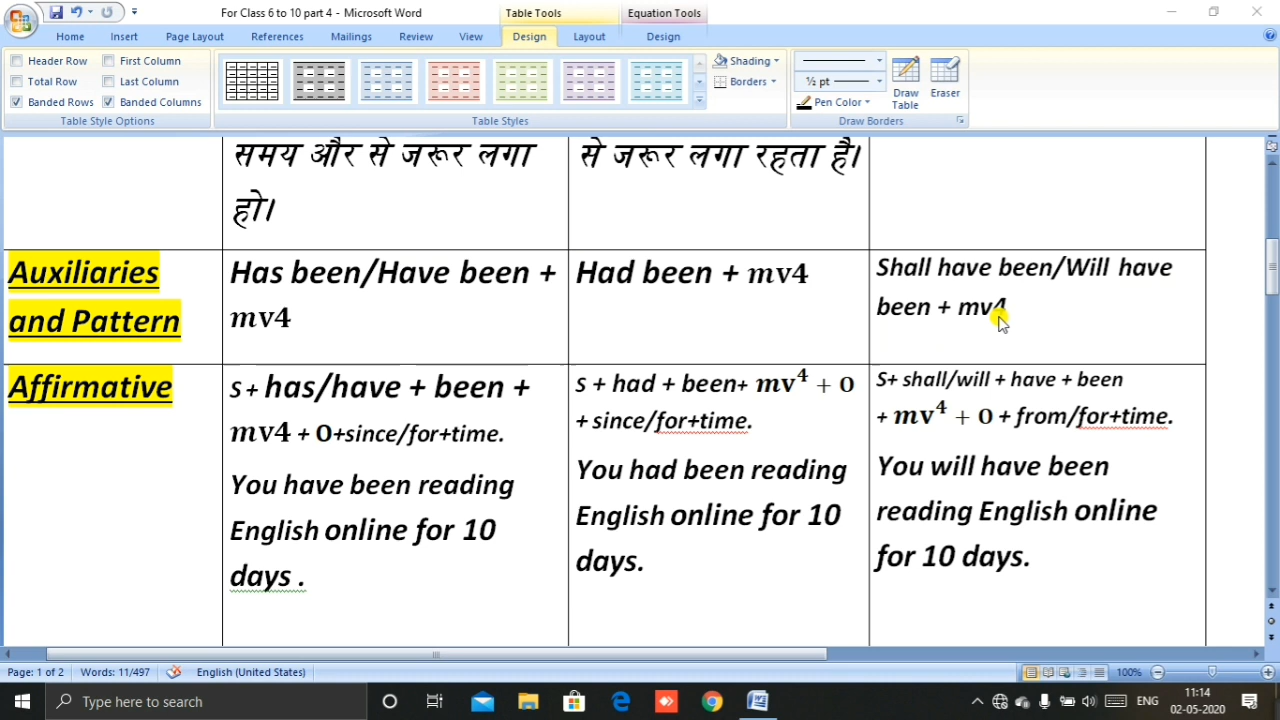 For Class 6 to 10 part 4 - Microsoft Word
Table Tools
Equation Tools
Home Insert Page Layout References Mailings Review View Design Layout Design
Header Row First Column
Total Row Last Column
Banded Rows Banded Columns
Table Style Options
Table Styles
Shading
Borders
½ pt
Pen Color
Draw Table
Eraser
Draw Borders
समय और से जरूर लगा
हो।
से जरूर लगा रहता है।
Auxiliaries
and Pattern
Has been/Have been +
mv4
Had been + mv4
Shall have been/Will have
been + mv4
Affirmative
S + has/have + been +
mv4 + O+since/for+time.
You have been reading
English online for 10
days .
S + had + been+ mv⁴ + O
+ since/for+time.
You had been reading
English online for 10
days.
S+ shall/will + have + been
+ mv⁴ + O + from/for+time.
You will have been
reading English online
for 10 days.
Page: 1 of 2 Words: 11/497 English (United States) 100%
Type here to search
ENG
11:14
02-05-2020